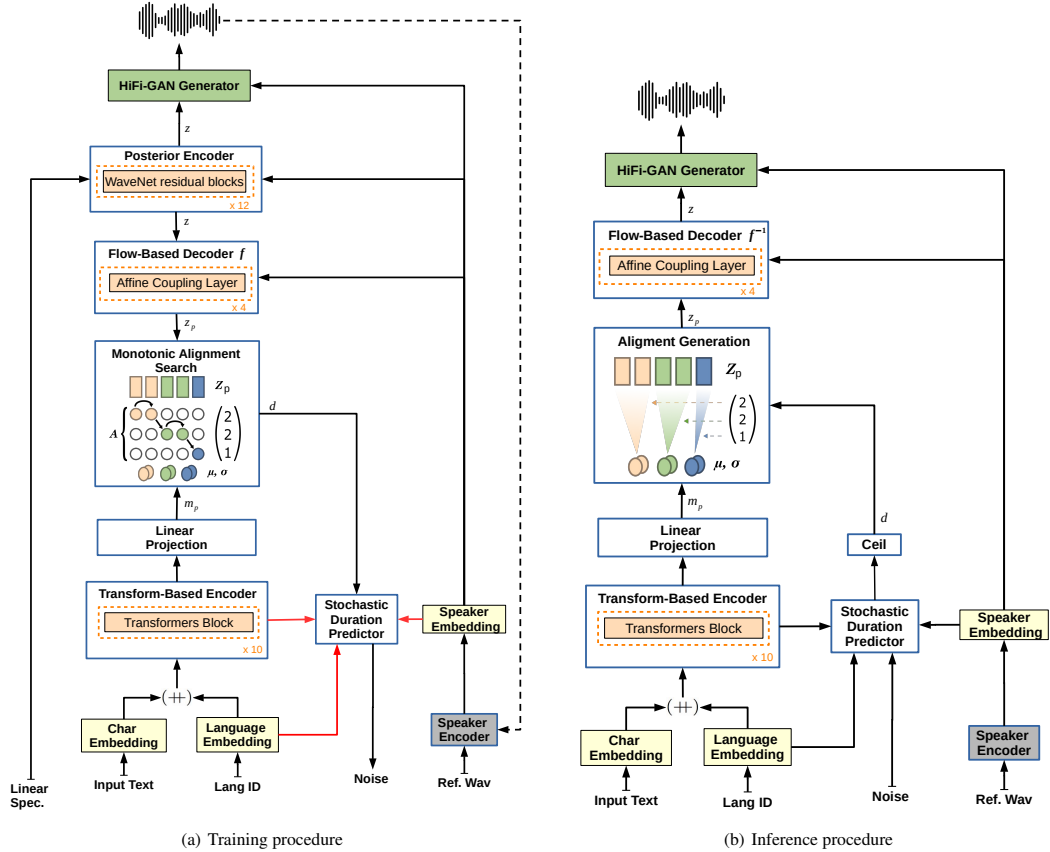 HiFi-GAN Generator
z
Posterior Encoder
WaveNet residual blocks
x 12
z
Flow-Based Decoder f
Affine Coupling Layer
x 4
z_p
Monotonic Alignment
Search
Z_p
A
2
2
1
μ, σ
d
m_p
Linear
Projection
Transform-Based Encoder
Transformers Block
x 10
Stochastic
Duration
Predictor
Speaker
Embedding
(++)
Char
Embedding
Language
Embedding
Speaker
Encoder
Linear
Spec.
Input Text
Lang ID
Noise
Ref. Wav
(a) Training procedure
HiFi-GAN Generator
z
Flow-Based Decoder f⁻¹
Affine Coupling Layer
x 4
z_p
Aligment Generation
Z_p
2
2
1
μ, σ
m_p
d
Linear
Projection
Ceil
Transform-Based Encoder
Transformers Block
x 10
Stochastic
Duration
Predictor
Speaker
Embedding
(++)
Char
Embedding
Language
Embedding
Speaker
Encoder
Input Text
Lang ID
Noise
Ref. Wav
(b) Inference procedure